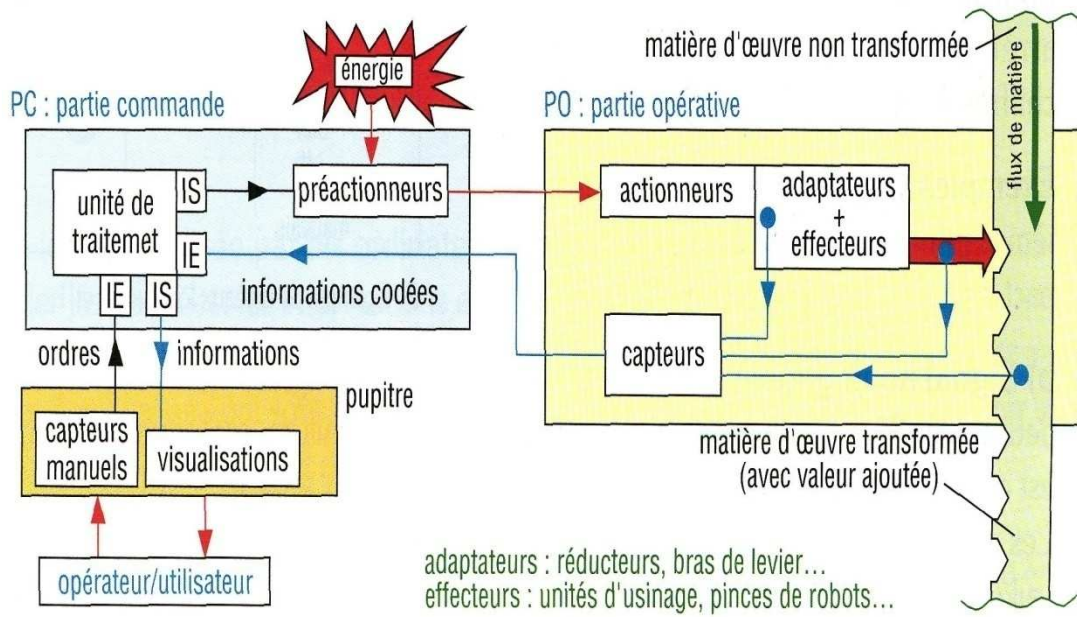 matière d'œuvre non transformée
énergie
flux de matière
PC : partie commande
PO : partie opérative
IS
unité de
traitemet
préactionneurs
actionneurs
adaptateurs
+
effecteurs
IE
IE
IS
informations codées
ordres
informations
capteurs
pupitre
capteurs
manuels
visualisations
matière d'œuvre transformée
(avec valeur ajoutée)
opérateur/utilisateur
adaptateurs : réducteurs, bras de levier...
effecteurs : unités d'usinage, pinces de robots...